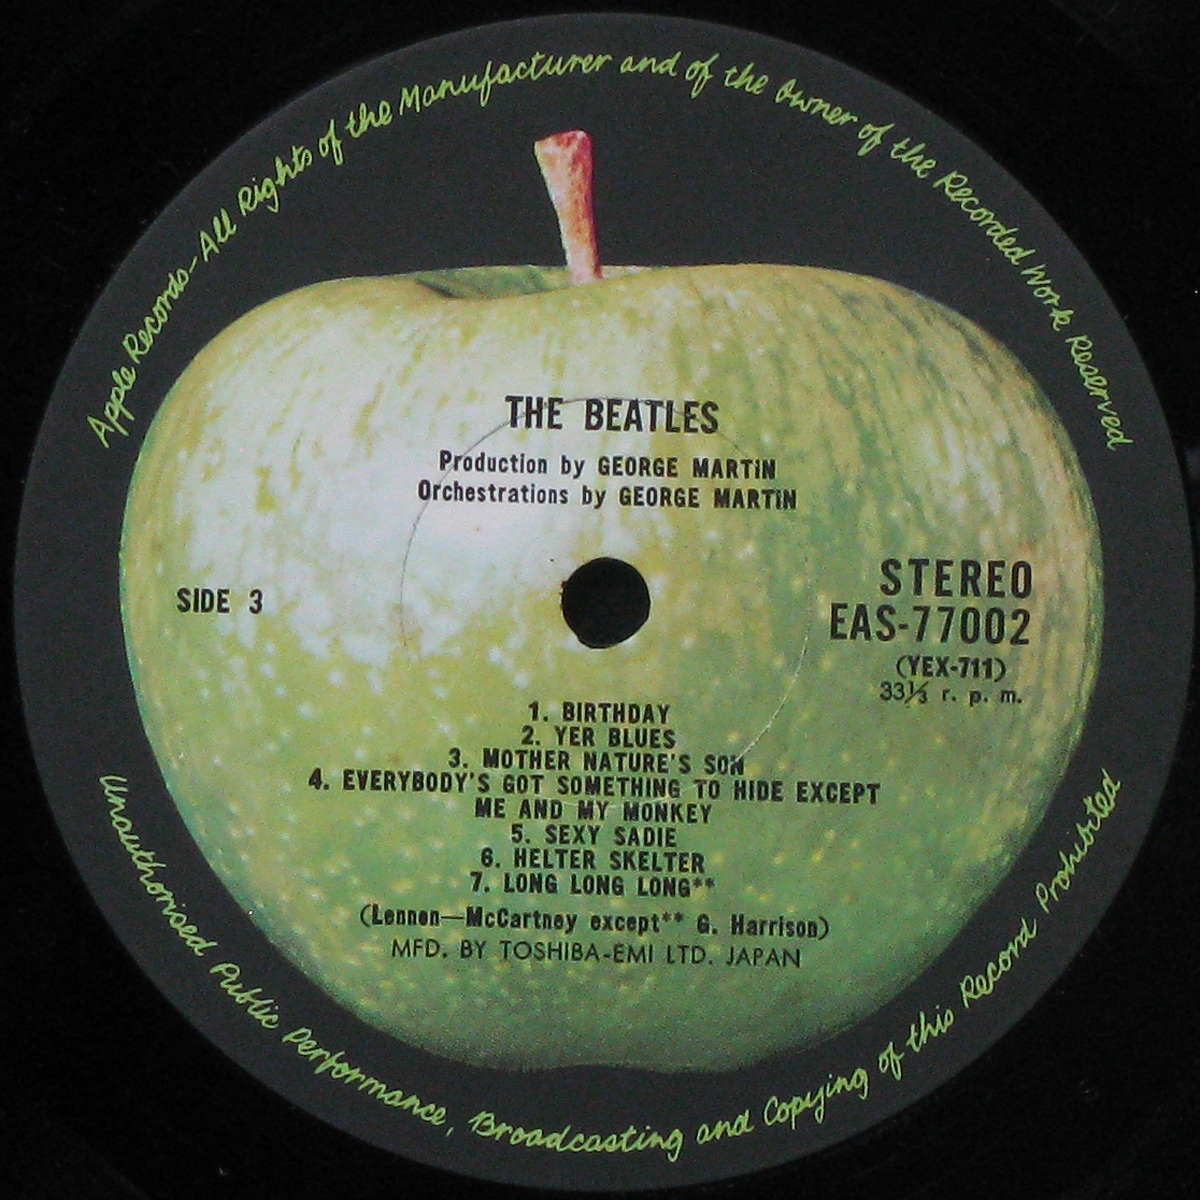 Apple Records-All Rights of the Manufacturer and of the Owner of the Recorded Work Reserved
THE BEATLES
Production by GEORGE MARTIN
Orchestrations by GEORGE MARTIN
SIDE 3
STEREO
EAS-77002
(YEX-711)
33⅓ r. p. m.
1. BIRTHDAY
2. YER BLUES
3. MOTHER NATURE'S SON
4. EVERYBODY'S GOT SOMETHING TO HIDE EXCEPT
ME AND MY MONKEY
5. SEXY SADIE
6. HELTER SKELTER
7. LONG LONG LONG**
(Lennon—McCartney except** G. Harrison)
MFD. BY TOSHIBA-EMI LTD. JAPAN
Unauthorised Public Performance, Broadcasting and Copying of this Record Prohibited